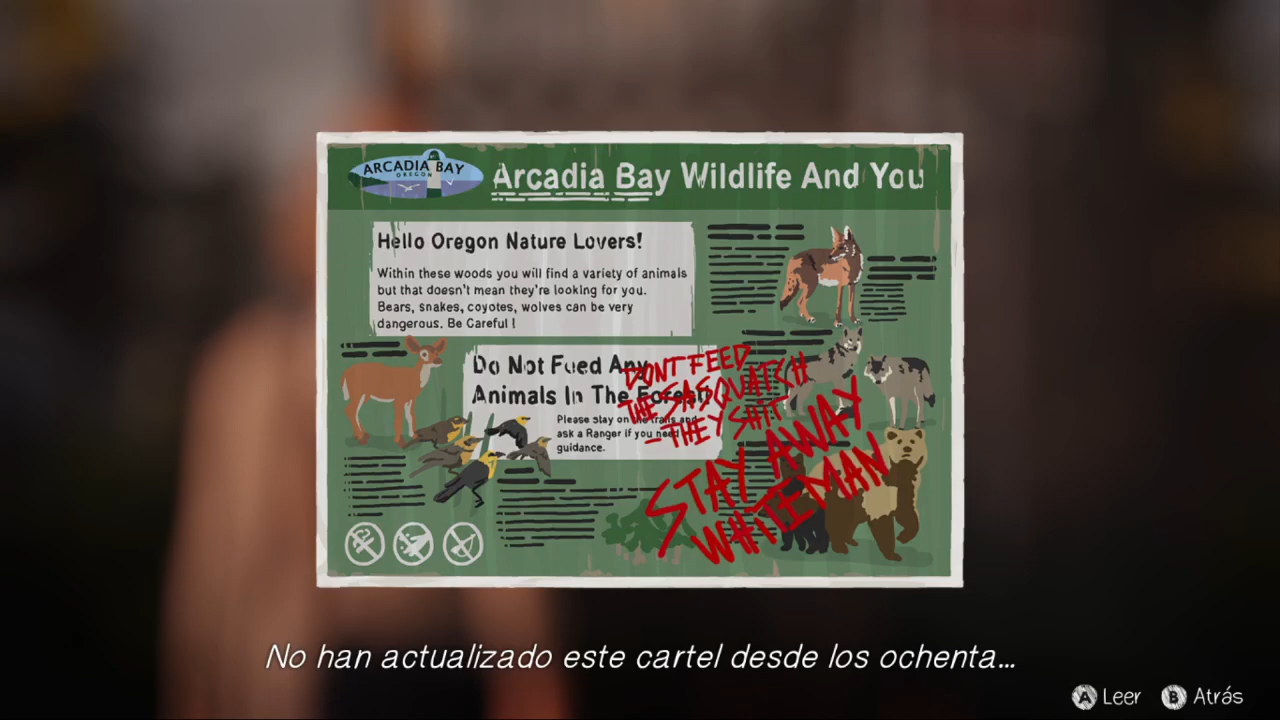 ARCADIA BAY
OREGON
Arcadia Bay Wildlife And You
Hello Oregon Nature Lovers!
Within these woods you will find a variety of animals
but that doesn't mean they're looking for you.
Bears, snakes, coyotes, wolves can be very
dangerous. Be Careful !
Do Not Feed Any
Animals In The Forest!
Please stay on the trails and
ask a Ranger if you need
guidance.
DONT FEED
THE SASQUATCH
-THEY SHIT
STAY AWAY
WHITEMAN
No han actualizado este cartel desde los ochenta...
A Leer B Atrás